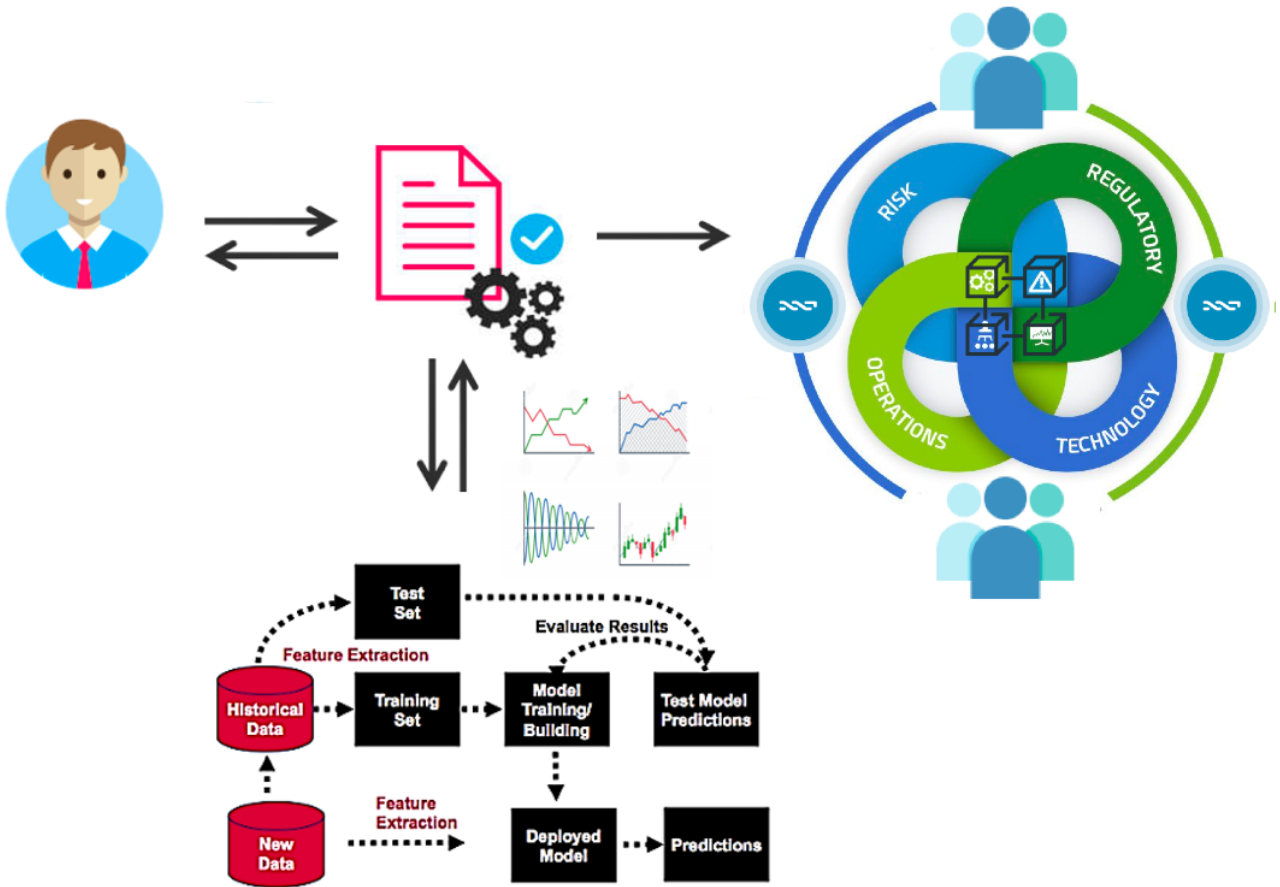 RISK
REGULATORY
OPERATIONS
TECHNOLOGY
Test
Set
Evaluate Results
Feature Extraction
Historical
Data
Training
Set
Model
Training/
Building
Test Model
Predictions
Feature
Extraction
New
Data
Deployed
Model
Predictions